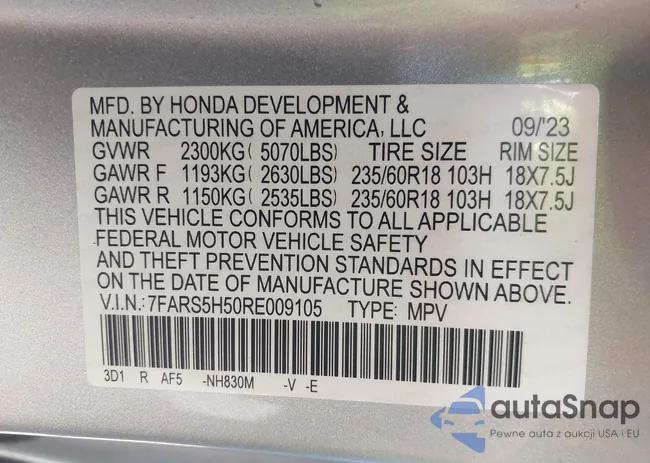 MFD. BY HONDA DEVELOPMENT &
MANUFACTURING OF AMERICA, LLC 09/'23
GVWR 2300KG ( 5070LBS) TIRE SIZE RIM SIZE
GAWR F 1193KG ( 2630LBS) 235/60R18 103H 18X7.5J
GAWR R 1150KG ( 2535LBS) 235/60R18 103H 18X7.5J
THIS VEHICLE CONFORMS TO ALL APPLICABLE
FEDERAL MOTOR VEHICLE SAFETY
AND THEFT PREVENTION STANDARDS IN EFFECT
ON THE DATE OF MANUFACTURE SHOWN ABOVE.
V.I.N.: 7FARS5H50RE009105 TYPE: MPV
3D1 R AF5 -NH830M -V -E
autaSnap
Pewne auta z aukcji USA i EU